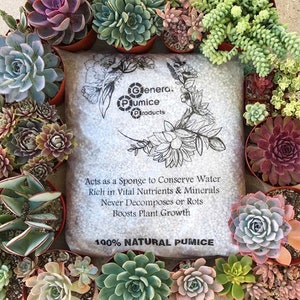 General
Pumice
Products
Acts as a Sponge to Conserve Water
Rich in Vital Nutrients & Minerals
Never Decomposes or Rots
Boosts Plant Growth
100% NATURAL PUMICE